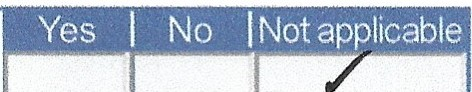 Yes No Not applicable